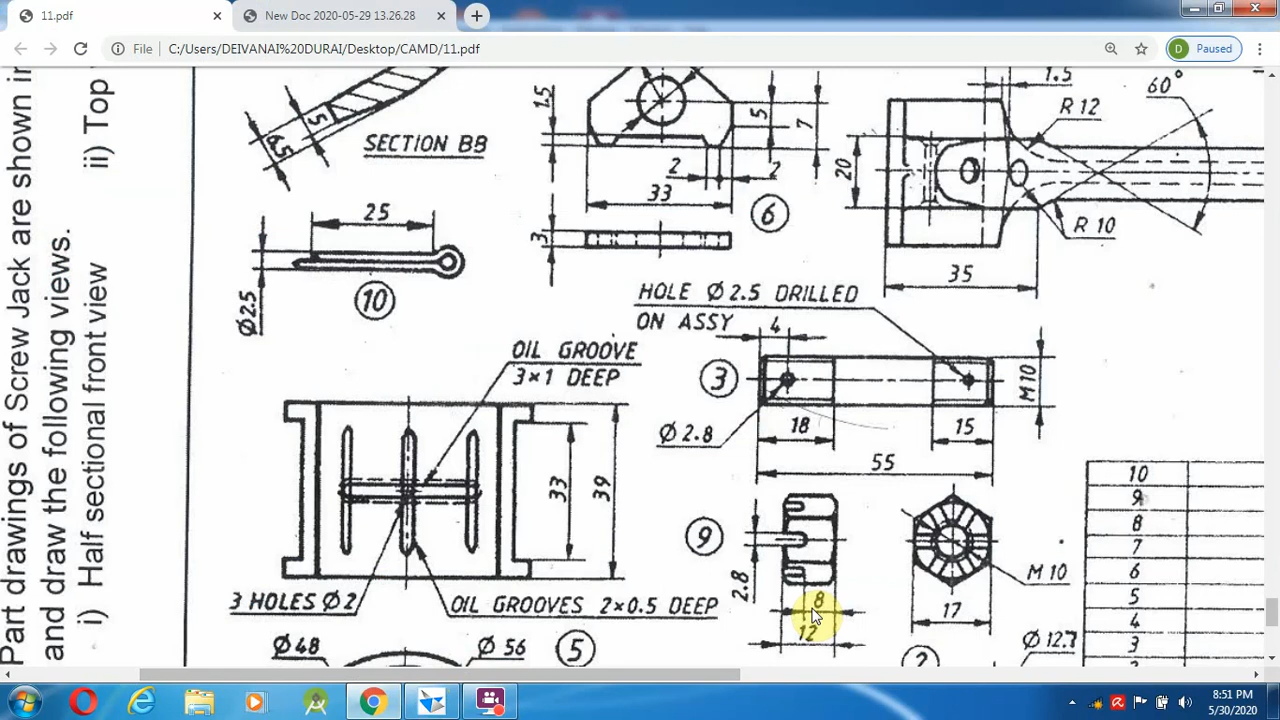 11.pdf
New Doc 2020-05-29 13.26.28
File
C:/Users/DEIVANAI%20DURAI/Desktop/CAMD/11.pdf
D
Paused
Part drawings of Screw Jack are shown in
and draw the following views.
i) Half sectional front view
ii) Top
5
6.5
SECTION BB
1.5
5
7
2
2
33
6
3
25
Ø2.5
10
1.5
60°
R 12
20
R 10
35
HOLE Ø 2.5 DRILLED
ON ASSY
4
3
M 10
Ø 2.8
18
15
55
OIL GROOVE
3×1 DEEP
33
39
3 HOLES Ø 2
OIL GROOVES 2×0.5 DEEP
Ø 48
Ø 56
5
9
2.8
8
12
M 10
17
2
Ø 12.7
10
9
8
7
6
5
4
3
8:51 PM
5/30/2020